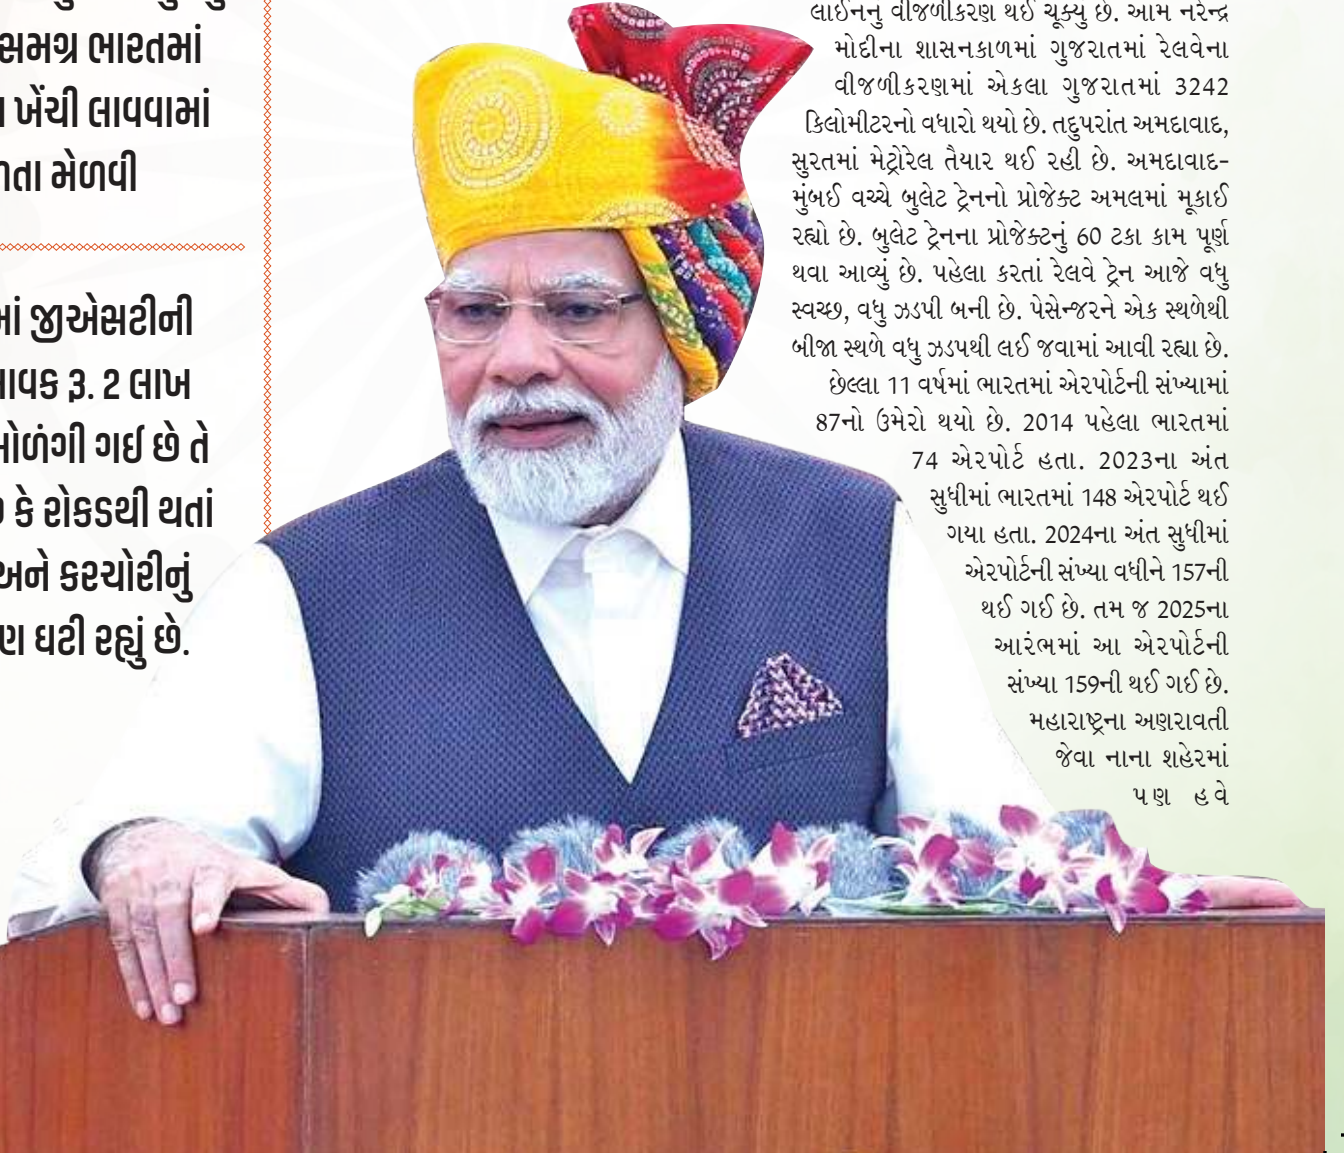 સમગ્ર ભારતમાં
ખેંચી લાવવામાં
મેળવી
જીએસટીની
રૂ. 2 લાખ
ગઈ છે તે
કે રોકડથી થતાં
અને કરચોરીનું
ઘટી રહ્યું છે.
લાઈનનું વીજળીકરણ થઈ ચૂક્યું છે. આમ નરેન્દ્ર
મોદીના શાસનકાળમાં ગુજરાતમાં રેલવેના
વીજળીકરણમાં એકલા ગુજરાતમાં 3242
કિલોમીટરનો વધારો થયો છે. તદુપરાંત અમદાવાદ,
સુરતમાં મેટ્રોરેલ તૈયાર થઈ રહી છે. અમદાવાદ-
મુંબઈ વચ્ચે બુલેટ ટ્રેનનો પ્રોજેક્ટ અમલમાં મૂકાઈ
રહ્યો છે. બુલેટ ટ્રેનના પ્રોજેક્ટનું 60 ટકા કામ પૂર્ણ
થવા આવ્યું છે. પહેલા કરતાં રેલવે ટ્રેન આજે વધુ
સ્વચ્છ, વધુ ઝડપી બની છે. પેસેન્જરને એક સ્થળેથી
બીજા સ્થળે વધુ ઝડપથી લઈ જવામાં આવી રહ્યા છે.
છેલ્લા 11 વર્ષમાં ભારતમાં એરપોર્ટની સંખ્યામાં
87નો ઉમેરો થયો છે. 2014 પહેલા ભારતમાં
74 એરપોર્ટ હતા. 2023ના અંત
સુધીમાં ભારતમાં 148 એરપોર્ટ થઈ
ગયા હતા. 2024ના અંત સુધીમાં
એરપોર્ટની સંખ્યા વધીને 157ની
થઈ ગઈ છે. તમ જ 2025ના
આરંભમાં આ એરપોર્ટની
સંખ્યા 159ની થઈ ગઈ છે.
મહારાષ્ટ્રના અણરાવતી
જેવા નાના શહેરમાં
પણ હવે